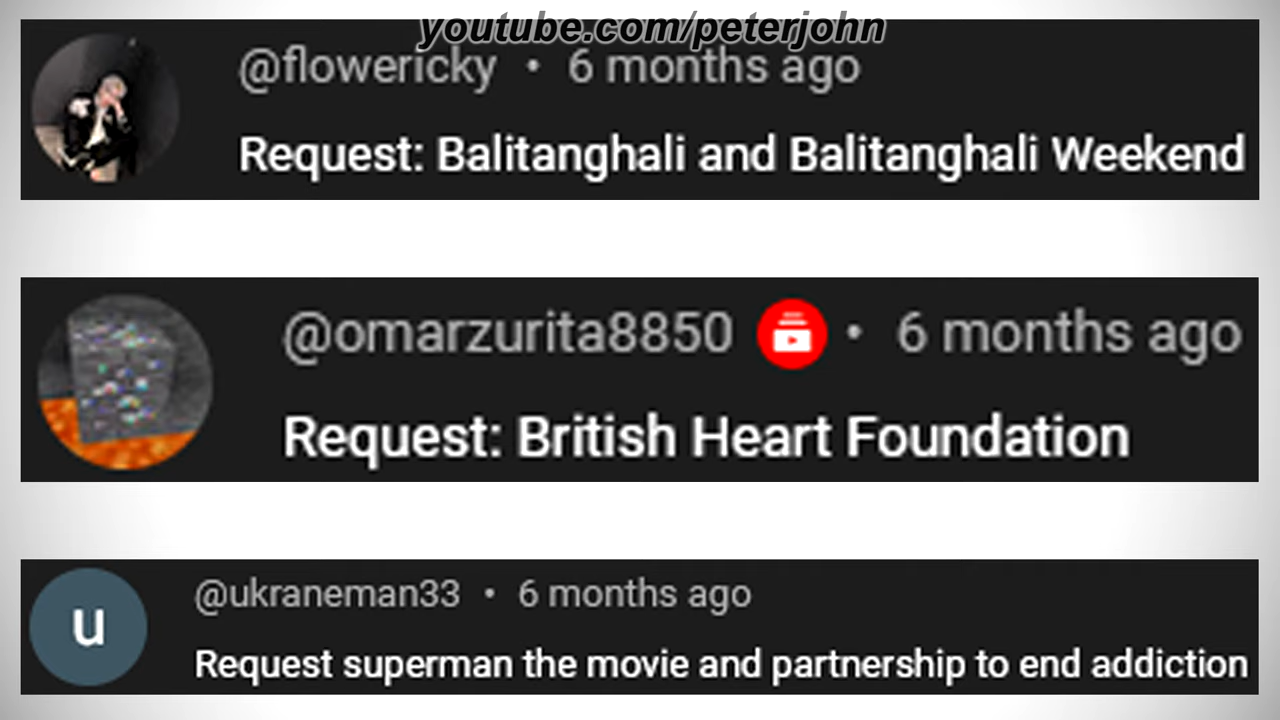 youtube.com/peterjohn
@flowericky • 6 months ago
Request: Balitanghali and Balitanghali Weekend
@omarzurita8850 • 6 months ago
Request: British Heart Foundation
u
@ukraneman33 • 6 months ago
Request superman the movie and partnership to end addiction